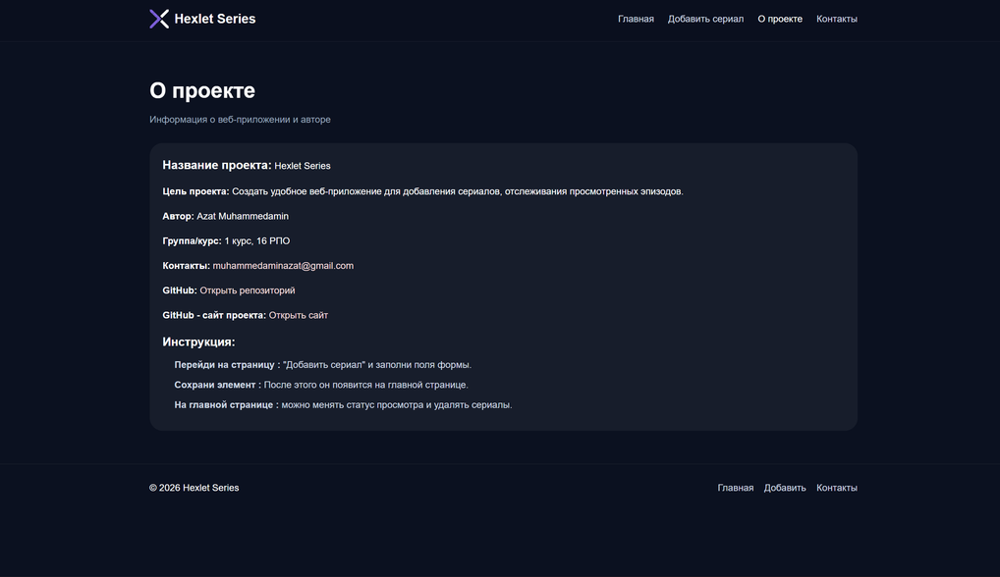 Hexlet Series
Главная Добавить сериал О проекте Контакты
О проекте
Информация о веб-приложении и авторе
Название проекта: Hexlet Series
Цель проекта: Создать удобное веб-приложение для добавления сериалов, отслеживания просмотренных эпизодов.
Автор: Azat Muhammedamin
Группа/курс: 1 курс, 16 РПО
Контакты: muhammedaminazat@gmail.com
GitHub: Открыть репозиторий
GitHub - сайт проекта: Открыть сайт
Инструкция:
Перейди на страницу : "Добавить сериал" и заполни поля формы.
Сохрани элемент : После этого он появится на главной странице.
На главной странице : можно менять статус просмотра и удалять сериалы.
© 2026 Hexlet Series
Главная Добавить Контакты